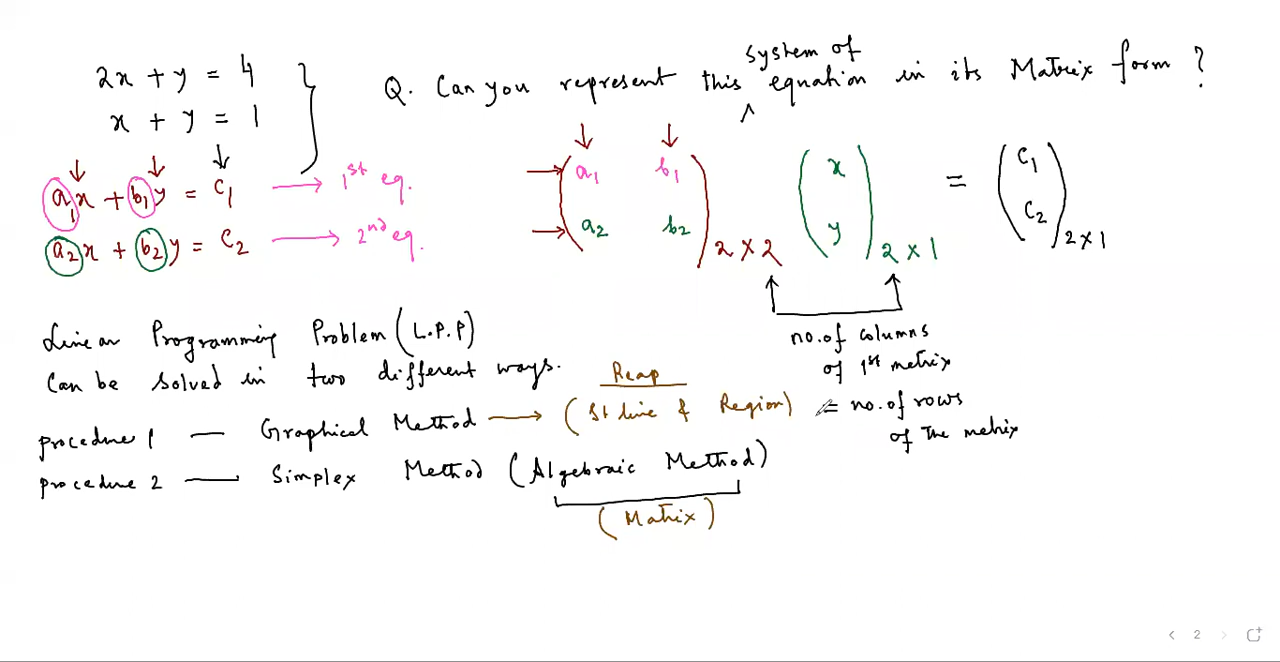 2x + y = 4
x + y = 1
Q. Can you represent this system of equation in its Matrix form ?
a1x + b1y = c1 → 1st eq.
a2x + b2y = c2 → 2nd eq.
( a1 b1
a2 b2 ) 2 × 2
( x
y ) 2 × 1
=
( c1
c2 ) 2×1
no. of columns
of 1st metrix
= no. of rows
of the metrix
Linear Programming Problem (L.P.P)
Can be solved in two different ways.
Reap
procedure 1 — Graphical Method → (St line & Region)
procedure 2 — Simplex Method (Algebraic Method)
(Matrix)
2